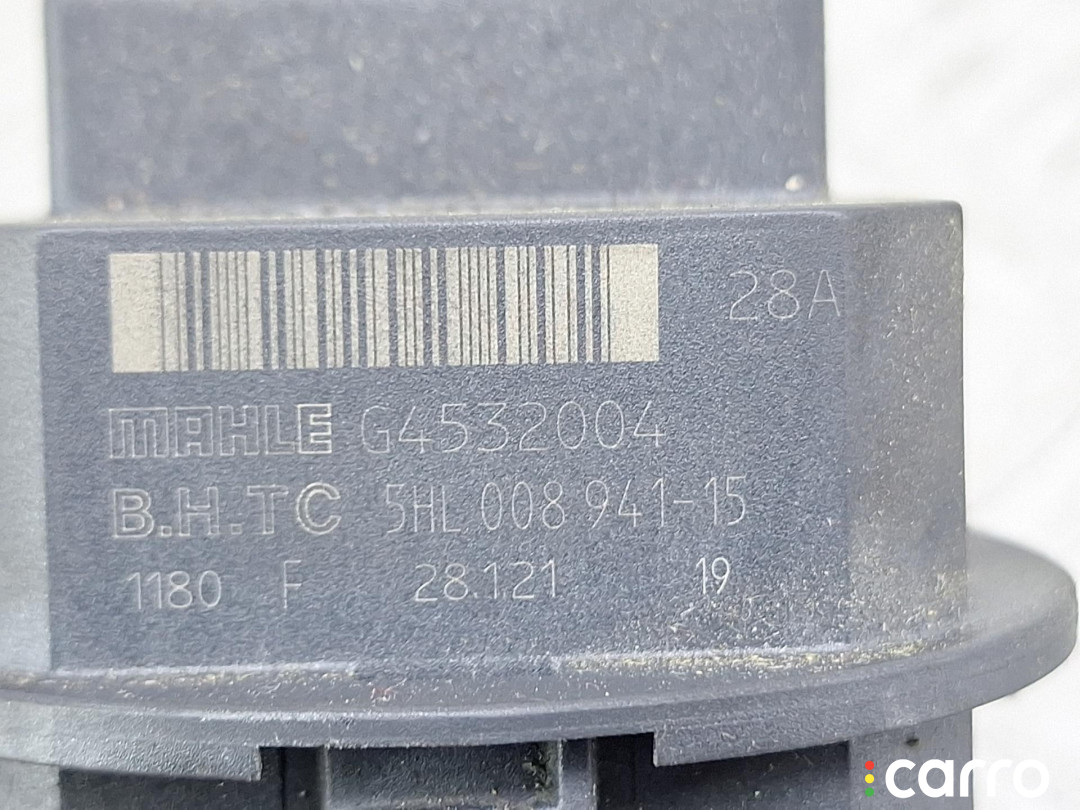 28A
MAHLE G4532004
B.H.TC 5HL 008 941-15
1180 F 28.121 19
carro